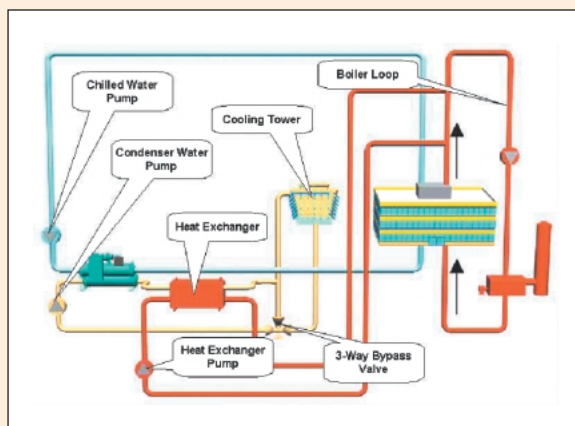 Boiler Loop
Chilled Water
Pump
Cooling Tower
Condenser Water
Pump
Heat Exchanger
Heat Exchanger
Pump
3-Way Bypass
Valve